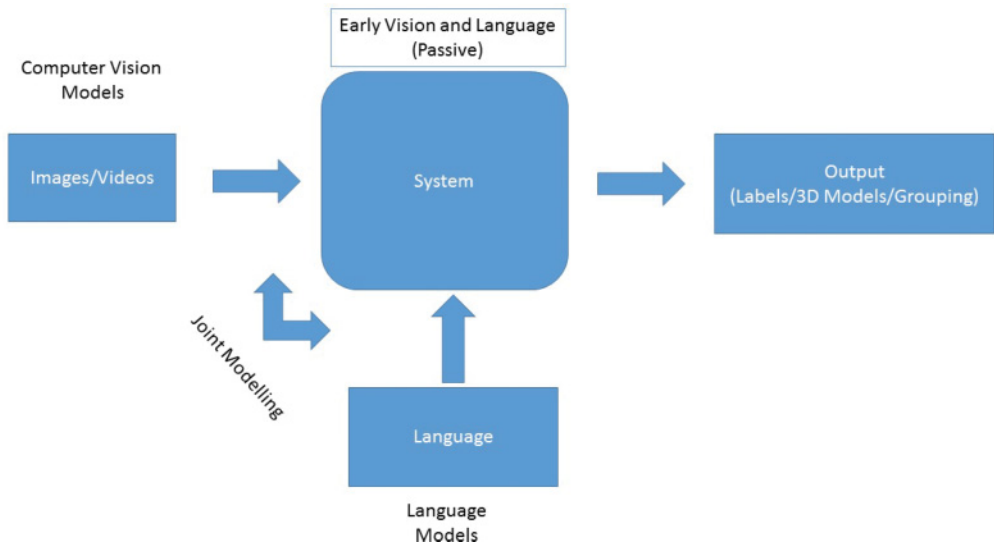 Early Vision and Language
(Passive)
Computer Vision
Models
Images/Videos
System
Output
(Labels/3D Models/Grouping)
Joint Modelling
Language
Language
Models